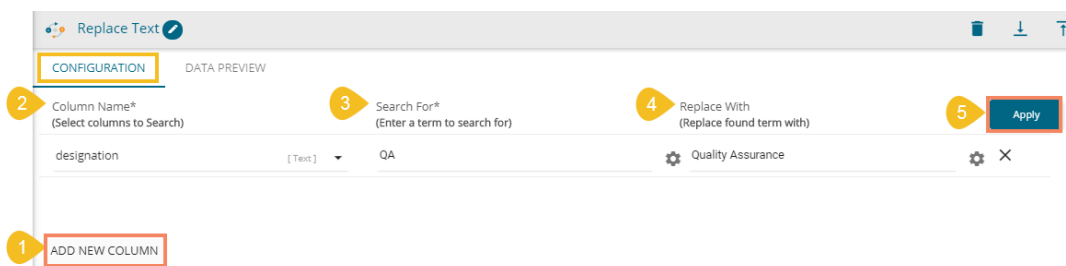 Replace Text
CONFIGURATION DATA PREVIEW
2 Column Name* 3 Search For* 4 Replace With
(Select columns to Search) (Enter a term to search for) (Replace found term with) 5 Apply
designation [Text] QA Quality Assurance
1 ADD NEW COLUMN